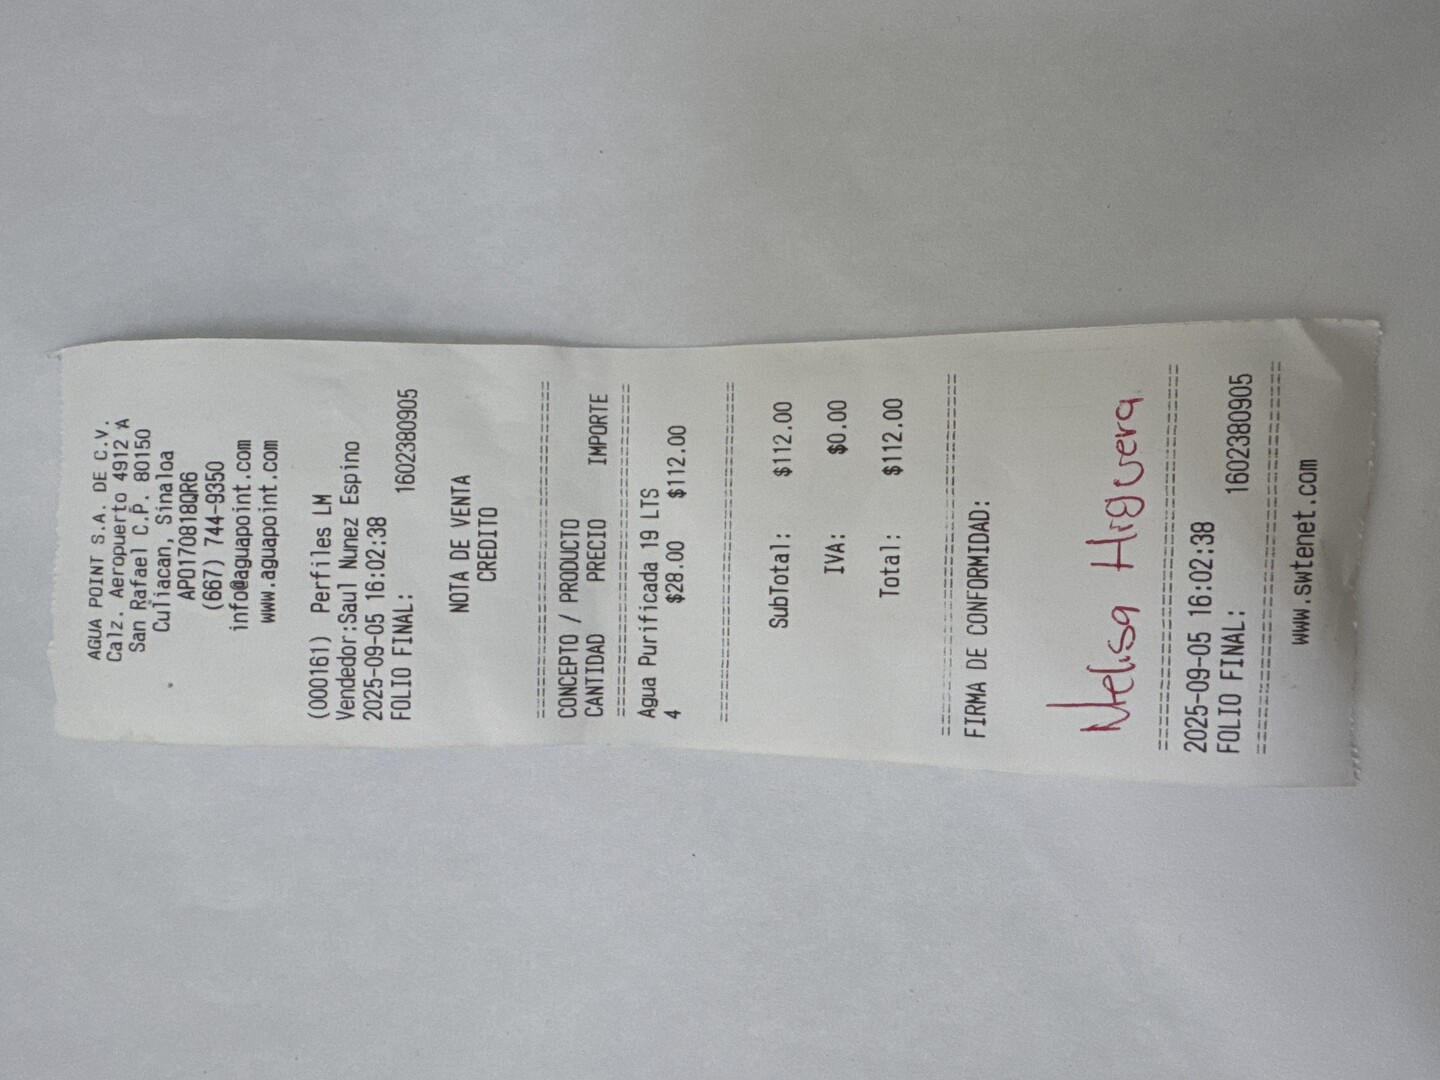 AGUA POINT S.A. DE C.V.
Calz. Aeropuerto 4912 A
San Rafael C.P. 80150
Culiacan, Sinaloa
APO170818QR6
(667) 744-9350
info@aguapoint.com
www.aguapoint.com
(000161) Perfiles LM
Vendedor:Saul Nunez Espino
2025-09-05 16:02:38
FOLIO FINAL: 1602380905
NOTA DE VENTA
CREDITO
==============================
CONCEPTO / PRODUCTO
CANTIDAD PRECIO IMPORTE
==============================
Agua Purificada 19 LTS
4 $28.00 $112.00
==============================
SubTotal: $112.00
IVA: $0.00
Total: $112.00
==============================
FIRMA DE CONFORMIDAD:
Melisa Higuera
==============================
2025-09-05 16:02:38
FOLIO FINAL: 1602380905
==============================
www.swtenet.com